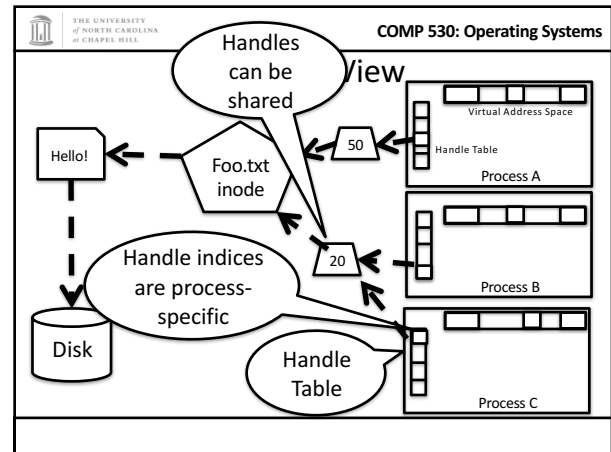 THE UNIVERSITY
of NORTH CAROLINA
at CHAPEL HILL
COMP 530: Operating Systems
View
Handles
can be
shared
Virtual Address Space
Handle Table
Process A
50
Hello!
Foo.txt
inode
Process B
20
Handle indices
are process-
specific
Disk
Handle
Table
Process C